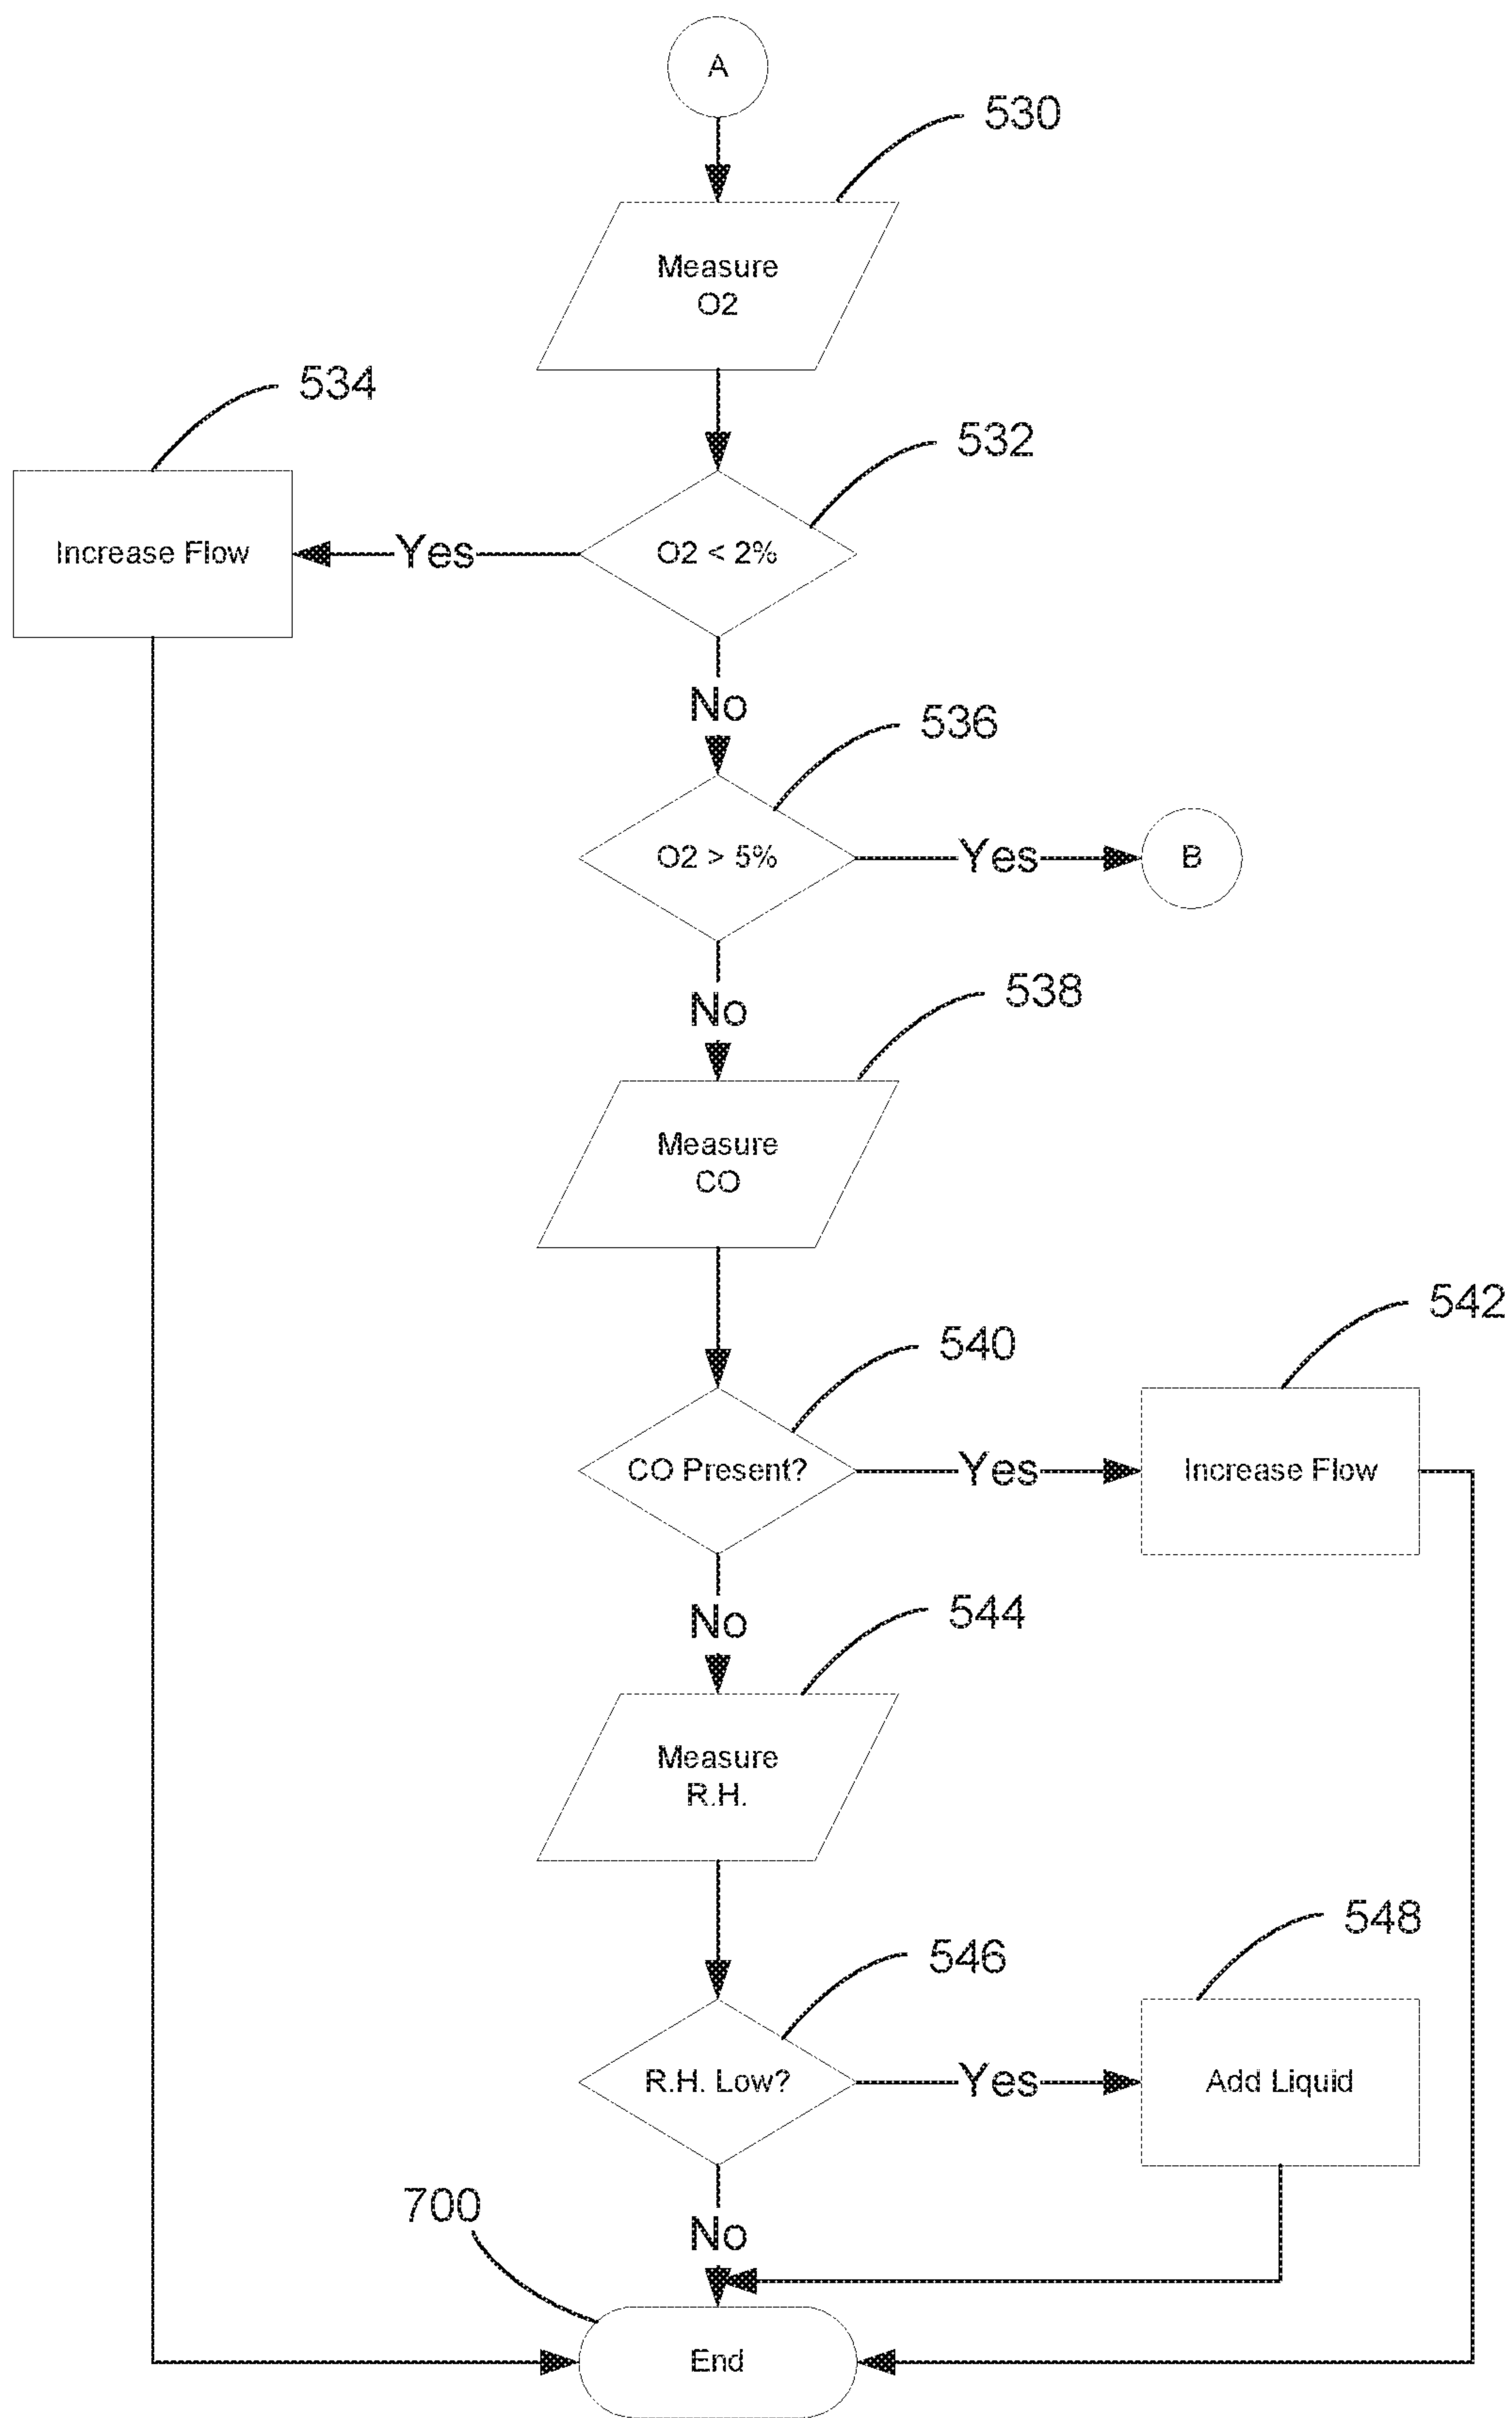 A
530
Measure
O2
534
532
Increase Flow
Yes
O2 < 2%
No
536
O2 > 5%
Yes
B
No
538
Measure
CO
542
540
CO Present?
Yes
Increase Flow
No
544
Measure
R.H.
548
546
R.H. Low?
Yes
Add Liquid
700
No
End